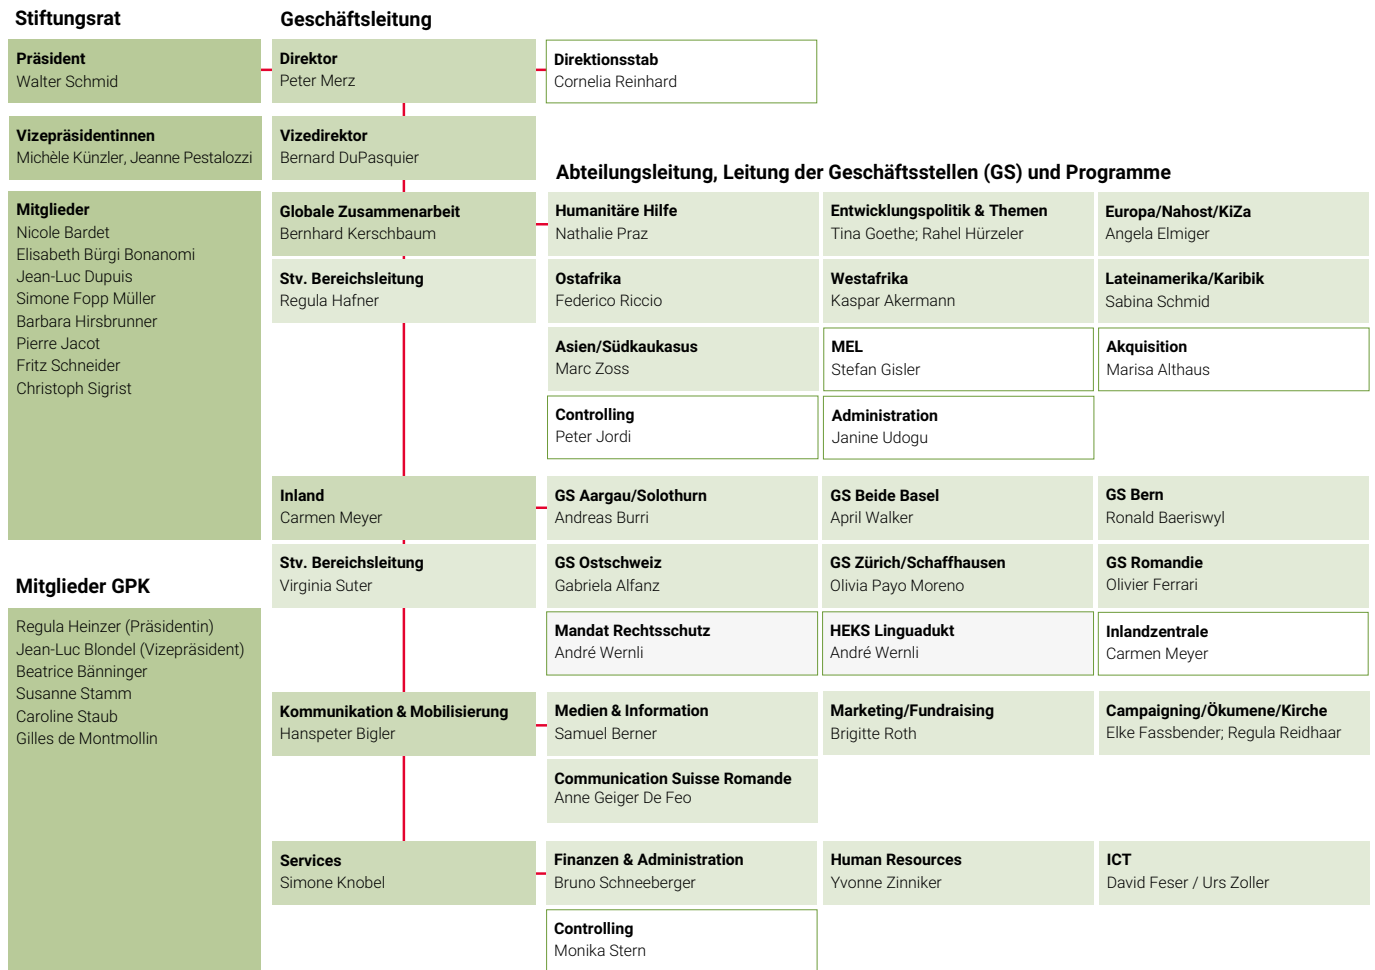 Stiftungsrat
Präsident
Walter Schmid
Vizepräsidentinnen
Michèle Künzler, Jeanne Pestalozzi
Mitglieder
Nicole Bardet
Elisabeth Bürgi Bonanomi
Jean-Luc Dupuis
Simone Fopp Müller
Barbara Hirsbrunner
Pierre Jacot
Fritz Schneider
Christoph Sigrist
Mitglieder GPK
Regula Heinzer (Präsidentin)
Jean-Luc Blondel (Vizepräsident)
Beatrice Bänninger
Susanne Stamm
Caroline Staub
Gilles de Montmollin
Geschäftsleitung
Direktor
Peter Merz
Direktionsstab
Cornelia Reinhard
Vizedirektor
Bernard DuPasquier
Abteilungsleitung, Leitung der Geschäftsstellen (GS) und Programme
Globale Zusammenarbeit
Bernhard Kerschbaum
Stv. Bereichsleitung
Regula Hafner
Humanitäre Hilfe
Nathalie Praz
Entwicklungspolitik & Themen
Tina Goethe; Rahel Hürzeler
Europa/Nahost/KiZa
Angela Elmiger
Ostafrika
Federico Riccio
Westafrika
Kaspar Akermann
Lateinamerika/Karibik
Sabina Schmid
Asien/Südkaukasus
Marc Zoss
MEL
Stefan Gisler
Akquisition
Marisa Althaus
Controlling
Peter Jordi
Administration
Janine Udogu
Inland
Carmen Meyer
Stv. Bereichsleitung
Virginia Suter
GS Aargau/Solothurn
Andreas Burri
GS Beide Basel
April Walker
GS Bern
Ronald Baeriswyl
GS Ostschweiz
Gabriela Alfanz
GS Zürich/Schaffhausen
Olivia Payo Moreno
GS Romandie
Olivier Ferrari
Mandat Rechtsschutz
André Wernli
HEKS Linguadukt
André Wernli
Inlandzentrale
Carmen Meyer
Kommunikation & Mobilisierung
Hanspeter Bigler
Medien & Information
Samuel Berner
Marketing/Fundraising
Brigitte Roth
Campaigning/Ökumene/Kirche
Elke Fassbender; Regula Reidhaar
Communication Suisse Romande
Anne Geiger De Feo
Services
Simone Knobel
Finanzen & Administration
Bruno Schneeberger
Human Resources
Yvonne Zinniker
ICT
David Feser / Urs Zoller
Controlling
Monika Stern